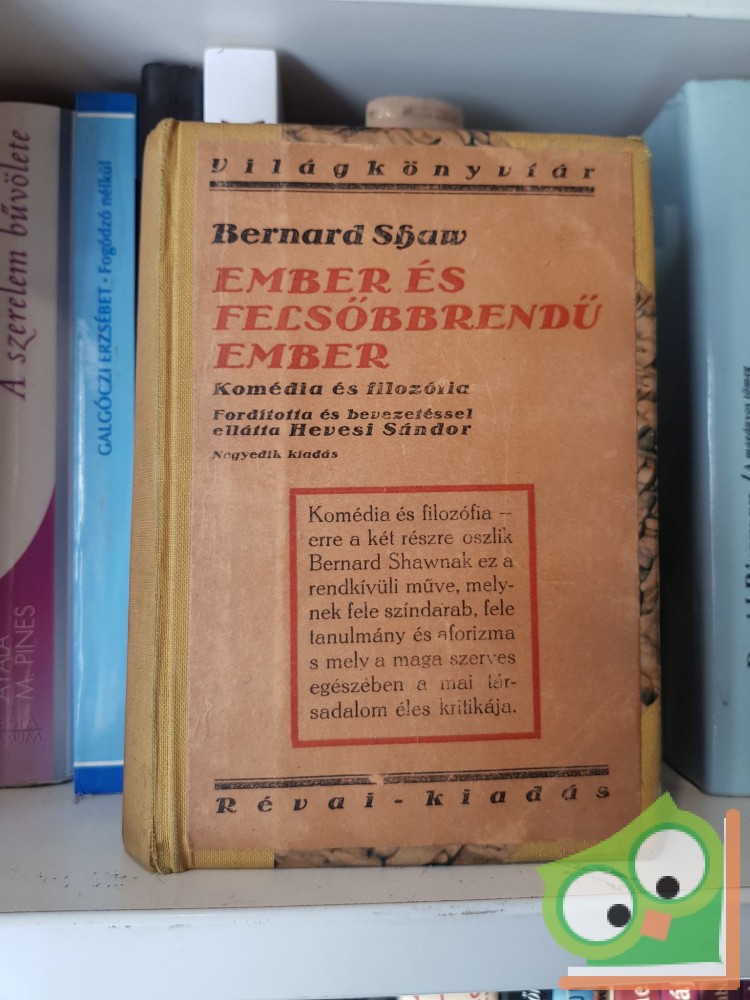 Világkönyvtár
Bernard Shaw
EMBER ÉS
FELSŐBBRENDŰ
EMBER
Komédia és filozófia
Fordította és bevezetéssel
ellátta Hevesi Sándor
Negyedik kiadás
Komédia és filozófia –
erre a két részre oszlik
Bernard Shawnak ez a
rendkívüli műve, mely-
nek fele színdarab, fele
tanulmány és aforizma
s mely a maga szerves
egészében a mai tár-
sadalom éles kritikája.
Révai-kiadás
A szerelem bűvölete
M. PINES
GALGÓCZI ERZSÉBET · Fogódzó nélkül